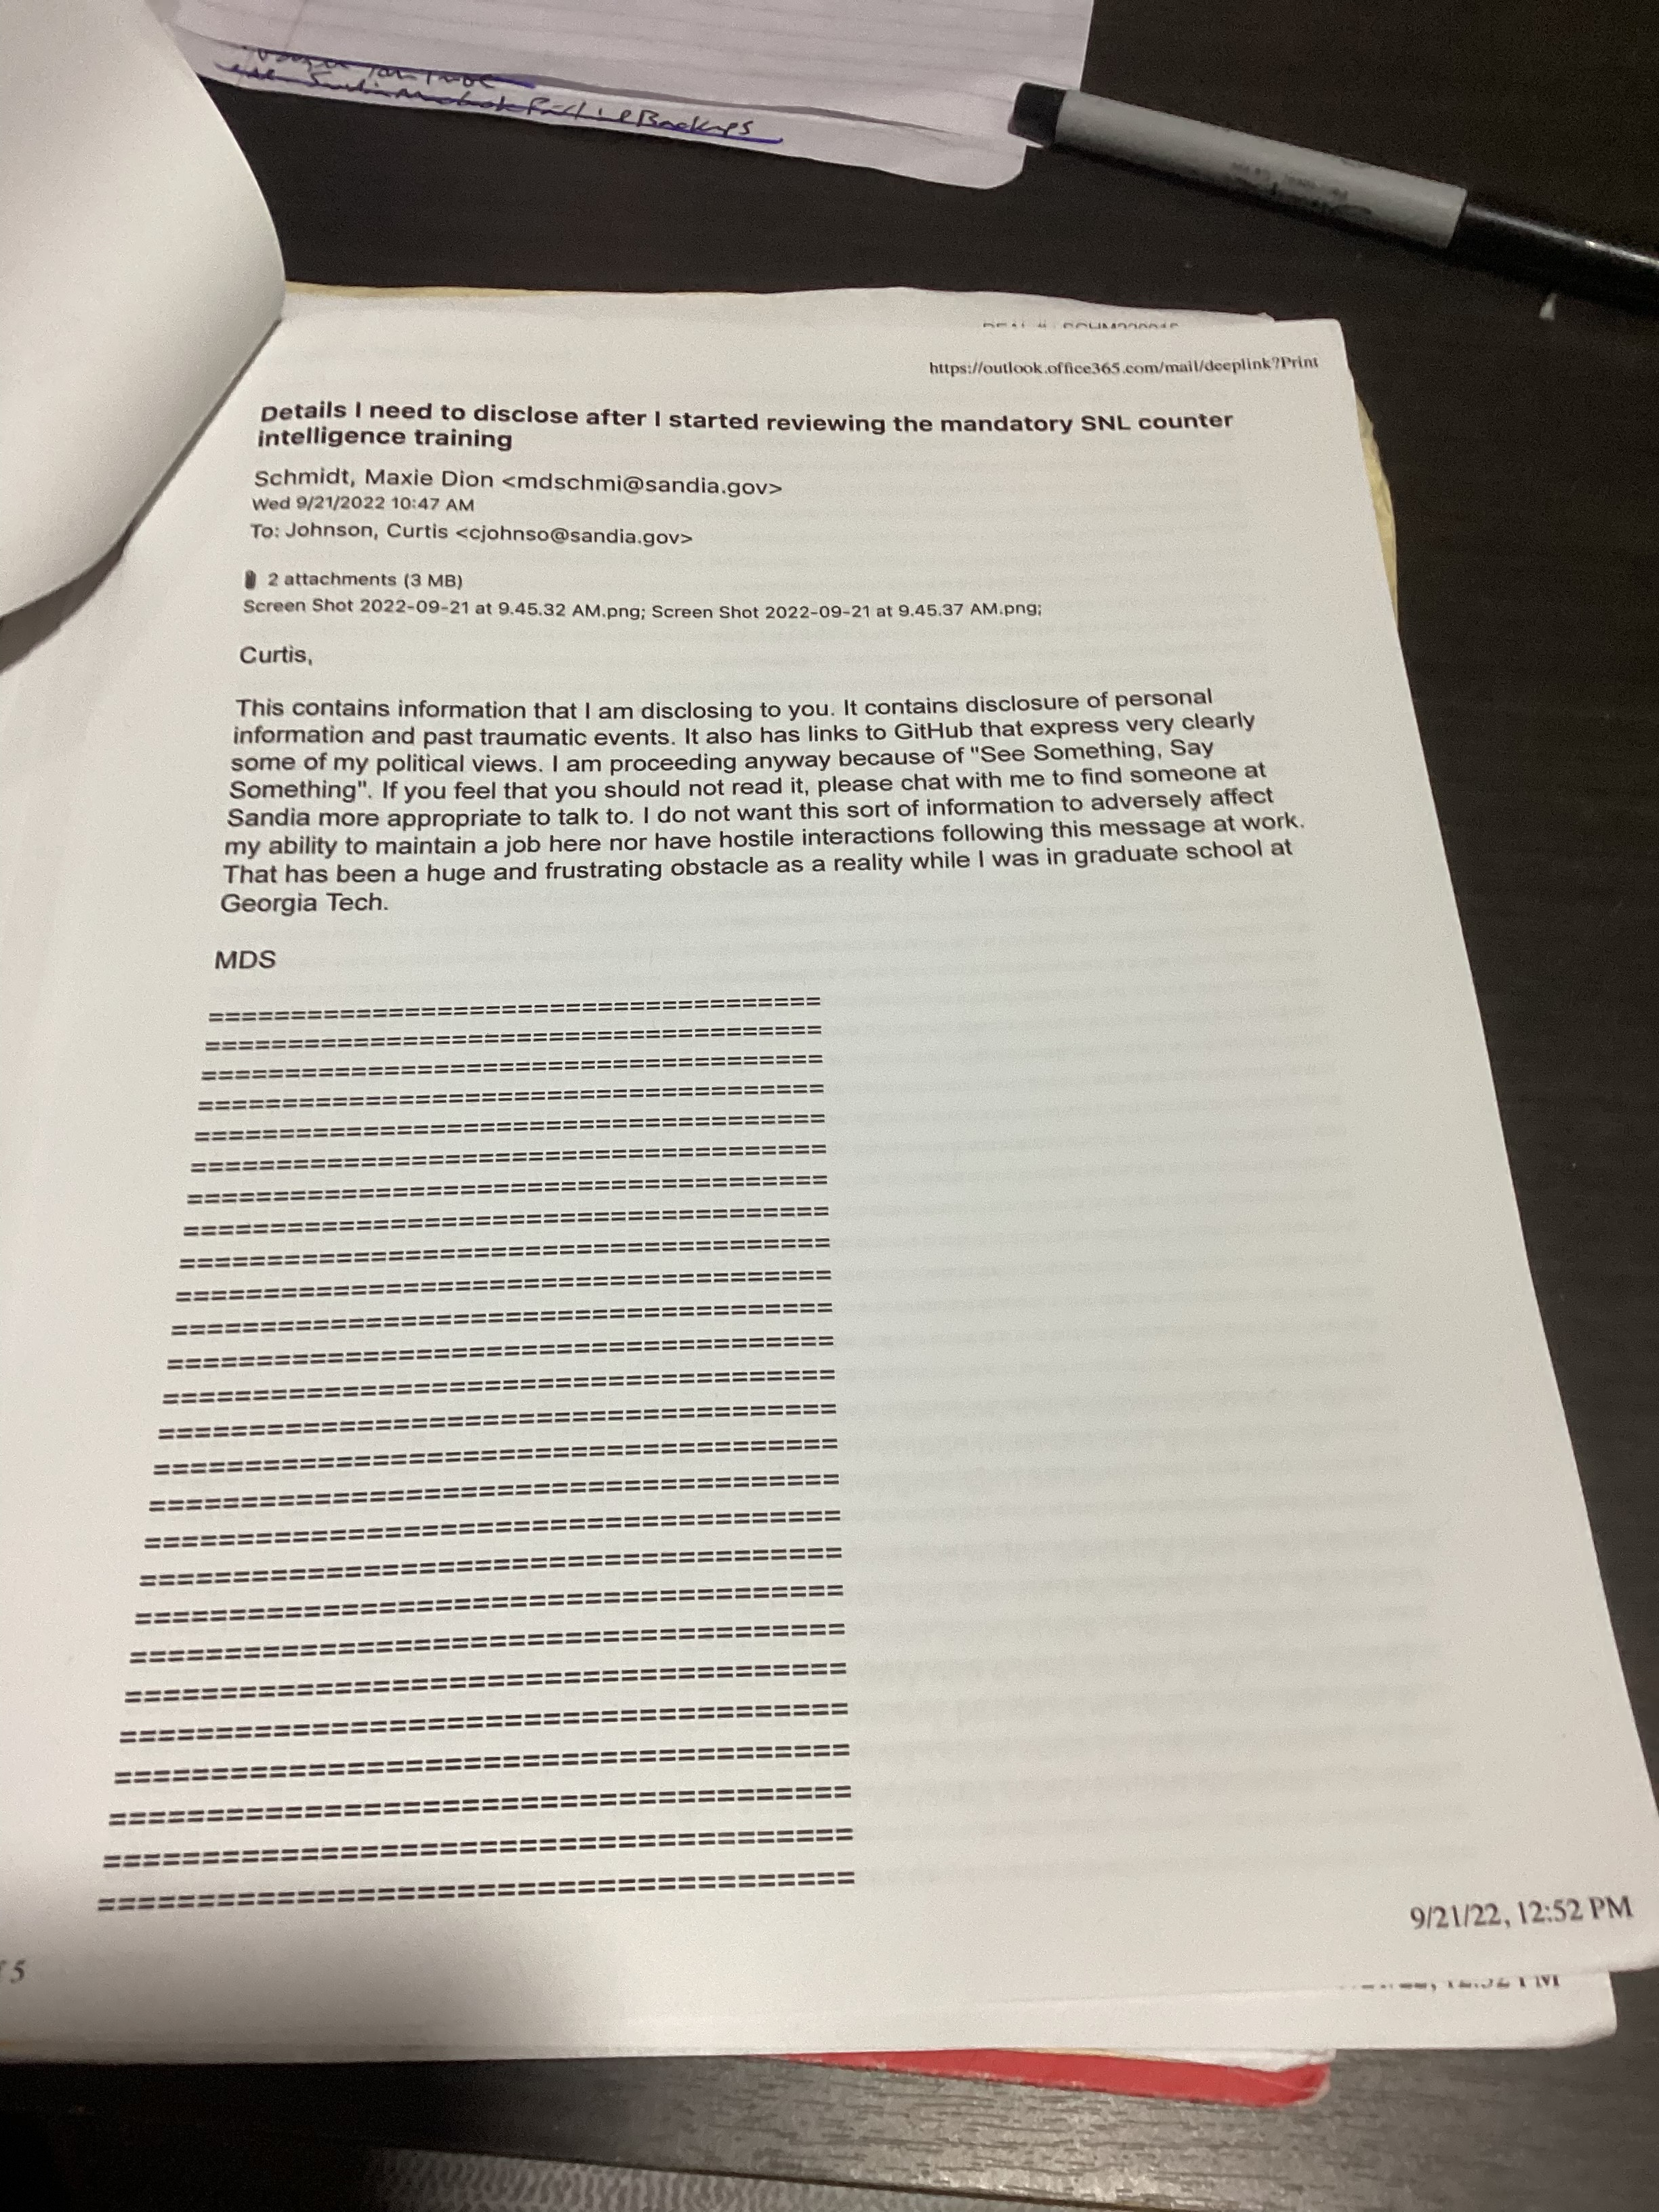 Backups
https://outlook.office365.com/mail/deeplink?Print
Details I need to disclose after I started reviewing the mandatory SNL counter
intelligence training
Schmidt, Maxie Dion <mdschmi@sandia.gov>
Wed 9/21/2022 10:47 AM
To: Johnson, Curtis <cjohnso@sandia.gov>
2 attachments (3 MB)
Screen Shot 2022-09-21 at 9.45.32 AM.png; Screen Shot 2022-09-21 at 9.45.37 AM.png;
Curtis,
This contains information that I am disclosing to you. It contains disclosure of personal
information and past traumatic events. It also has links to GitHub that express very clearly
some of my political views. I am proceeding anyway because of "See Something, Say
Something". If you feel that you should not read it, please chat with me to find someone at
Sandia more appropriate to talk to. I do not want this sort of information to adversely affect
my ability to maintain a job here nor have hostile interactions following this message at work.
That has been a huge and frustrating obstacle as a reality while I was in graduate school at
Georgia Tech.
MDS
9/21/22, 12:52 PM
5